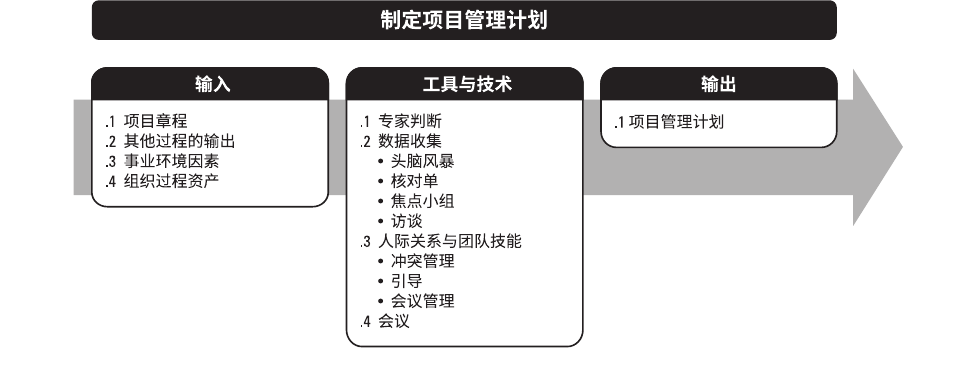 制定项目管理计划
输入
.1 项目章程
.2 其他过程的输出
.3 事业环境因素
.4 组织过程资产
工具与技术
.1 专家判断
.2 数据收集
• 头脑风暴
• 核对单
• 焦点小组
• 访谈
.3 人际关系与团队技能
• 冲突管理
• 引导
• 会议管理
.4 会议
输出
.1 项目管理计划